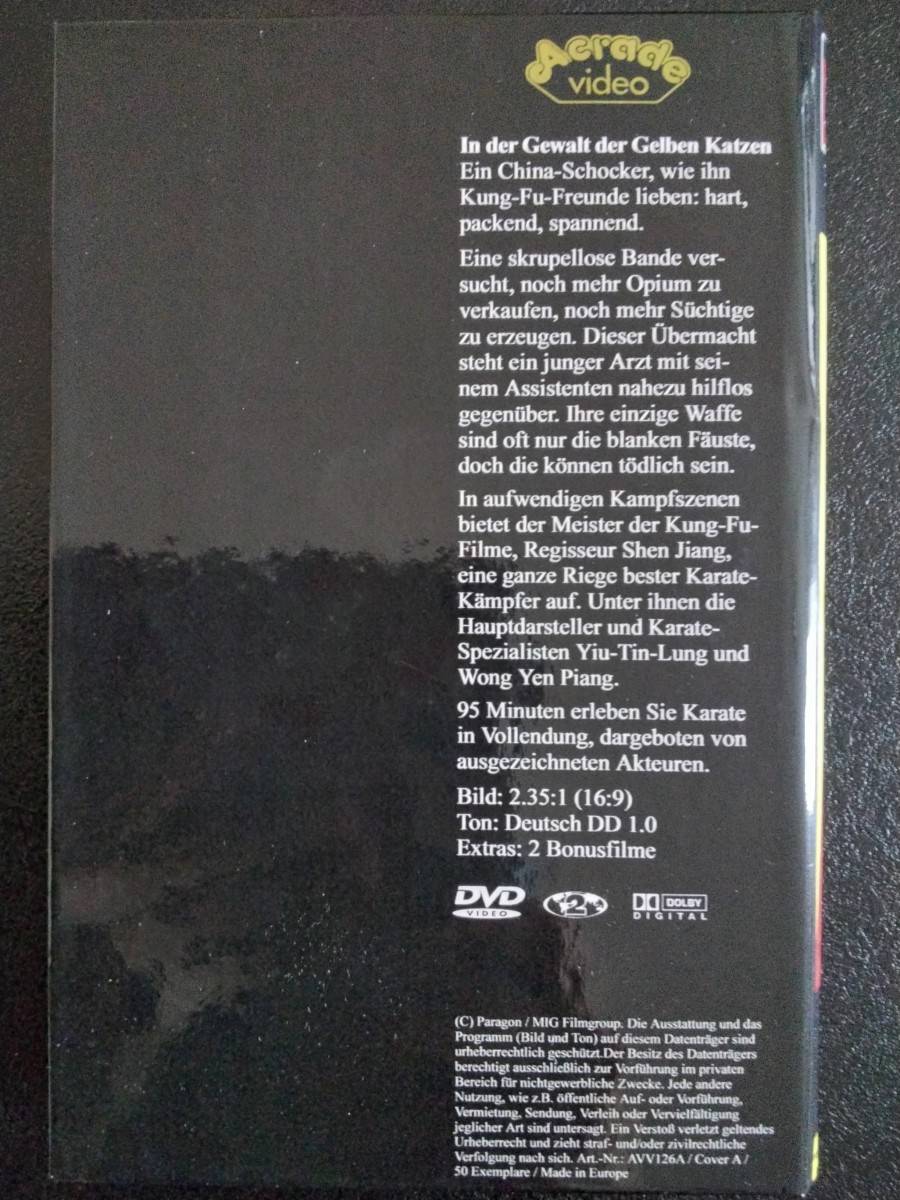 Acrade
video
In der Gewalt der Gelben Katzen
Ein China-Schocker, wie ihn
Kung-Fu-Freunde lieben: hart,
packend, spannend.
Eine skrupellose Bande ver-
sucht, noch mehr Opium zu
verkaufen, noch mehr Süchtige
zu erzeugen. Dieser Übermacht
steht ein junger Arzt mit sei-
nem Assistenten nahezu hilflos
gegenüber. Ihre einzige Waffe
sind oft nur die blanken Fäuste,
doch die können tödlich sein.
In aufwendigen Kampfszenen
bietet der Meister der Kung-Fu-
Filme, Regisseur Shen Jiang,
eine ganze Riege bester Karate-
Kämpfer auf. Unter ihnen die
Hauptdarsteller und Karate-
Spezialisten Yiu-Tin-Lung und
Wong Yen Piang.
95 Minuten erleben Sie Karate
in Vollendung, dargeboten von
ausgezeichneten Akteuren.
Bild: 2.35:1 (16:9)
Ton: Deutsch DD 1.0
Extras: 2 Bonusfilme
DVD
VIDEO
2
DOLBY
DIGITAL
(C) Paragon / MIG Filmgroup. Die Ausstattung und das
Programm (Bild und Ton) auf diesem Datenträger sind
urheberrechtlich geschützt.Der Besitz des Datenträgers
berechtigt ausschließlich zur Vorführung im privaten
Bereich für nichtgewerbliche Zwecke. Jede andere
Nutzung, wie z.B. öffentliche Auf- oder Vorführung,
Vermietung, Sendung, Verleih oder Vervielfältigung
jeglicher Art sind untersagt. Ein Verstoß verletzt geltendes
Urheberrecht und zieht straf- und/oder zivilrechtliche
Verfolgung nach sich. Art.-Nr.: AVV126A / Cover A /
50 Exemplare / Made in Europe